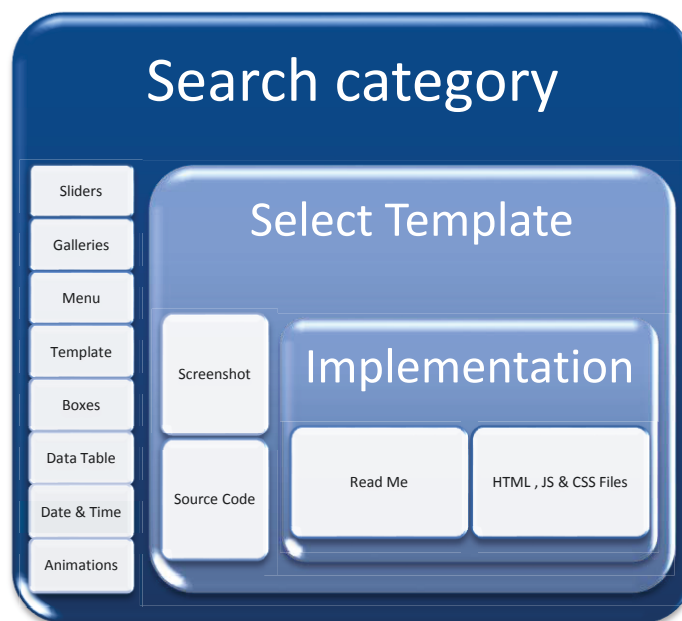 Search category
Sliders
Galleries
Menu
Template
Boxes
Data Table
Date & Time
Animations
Select Template
Screenshot
Source Code
Implementation
Read Me
HTML , JS & CSS Files